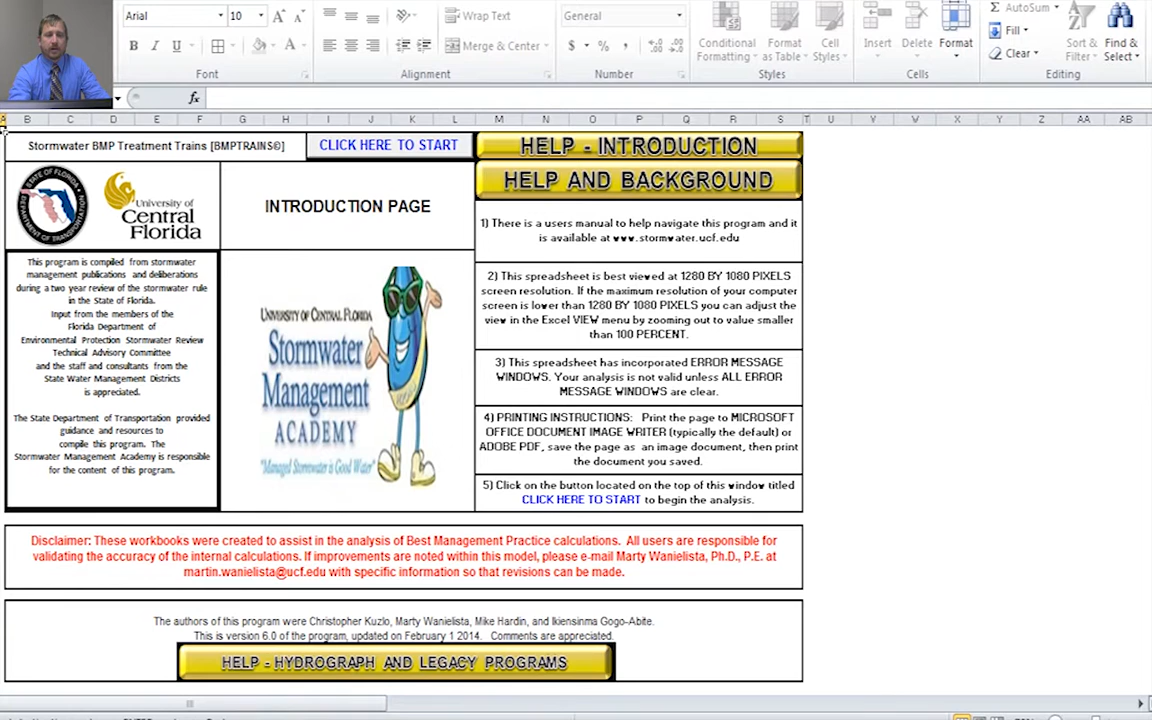 Arial 10 Wrap Text General AutoSum
Fill
B I U Merge & Center $ % , Conditional Format Cell Insert Delete Format Sort & Find &
Formatting as Table Styles Clear Filter Select
Font Alignment Number Styles Cells Editing
fx
A B C D E F G H I J K L M N O P Q R S T U V W X Y Z AA AB
Stormwater BMP Treatment Trains [BMPTRAINS©]
CLICK HERE TO START
HELP - INTRODUCTION
HELP AND BACKGROUND
University of
Central
Florida
INTRODUCTION PAGE
1) There is a users manual to help navigate this program and it
is available at www.stormwater.ucf.edu
This program is compiled from stormwater
management publications and deliberations
during a two year review of the stormwater rule
in the State of Florida.
Input from the members of the
Florida Department of
Environmental Protection Stormwater Review
Technical Advisory Committee
and the staff and consultants from the
State Water Management Districts
is appreciated.
The State Department of Transportation provided
guidance and resources to
compile this program. The
Stormwater Management Academy is responsible
for the content of this program.
UNIVERSITY OF CENTRAL FLORIDA
Stormwater
Management
ACADEMY
"Managed Stormwater is Good Water"
2) This spreadsheet is best viewed at 1280 BY 1080 PIXELS
screen resolution. If the maximum resolution of your computer
screen is lower than 1280 BY 1080 PIXELS you can adjust the
view in the Excel VIEW menu by zooming out to value smaller
than 100 PERCENT.
3) This spreadsheet has incorporated ERROR MESSAGE
WINDOWS. Your analysis is not valid unless ALL ERROR
MESSAGE WINDOWS are clear.
4) PRINTING INSTRUCTIONS: Print the page to MICROSOFT
OFFICE DOCUMENT IMAGE WRITER (typically the default) or
ADOBE PDF, save the page as an image document, then print
the document you saved.
5) Click on the button located on the top of this window titled
CLICK HERE TO START to begin the analysis.
Disclaimer: These workbooks were created to assist in the analysis of Best Management Practice calculations. All users are responsible for
validating the accuracy of the internal calculations. If improvements are noted within this model, please e-mail Marty Wanielista, Ph.D., P.E. at
martin.wanielista@ucf.edu with specific information so that revisions can be made.
The authors of this program were Christopher Kuzlo, Marty Wanielista, Mike Hardin, and Ikiensinma Gogo-Abite.
This is version 6.0 of the program, updated on February 1 2014. Comments are appreciated.
HELP - HYDROGRAPH AND LEGACY PROGRAMS